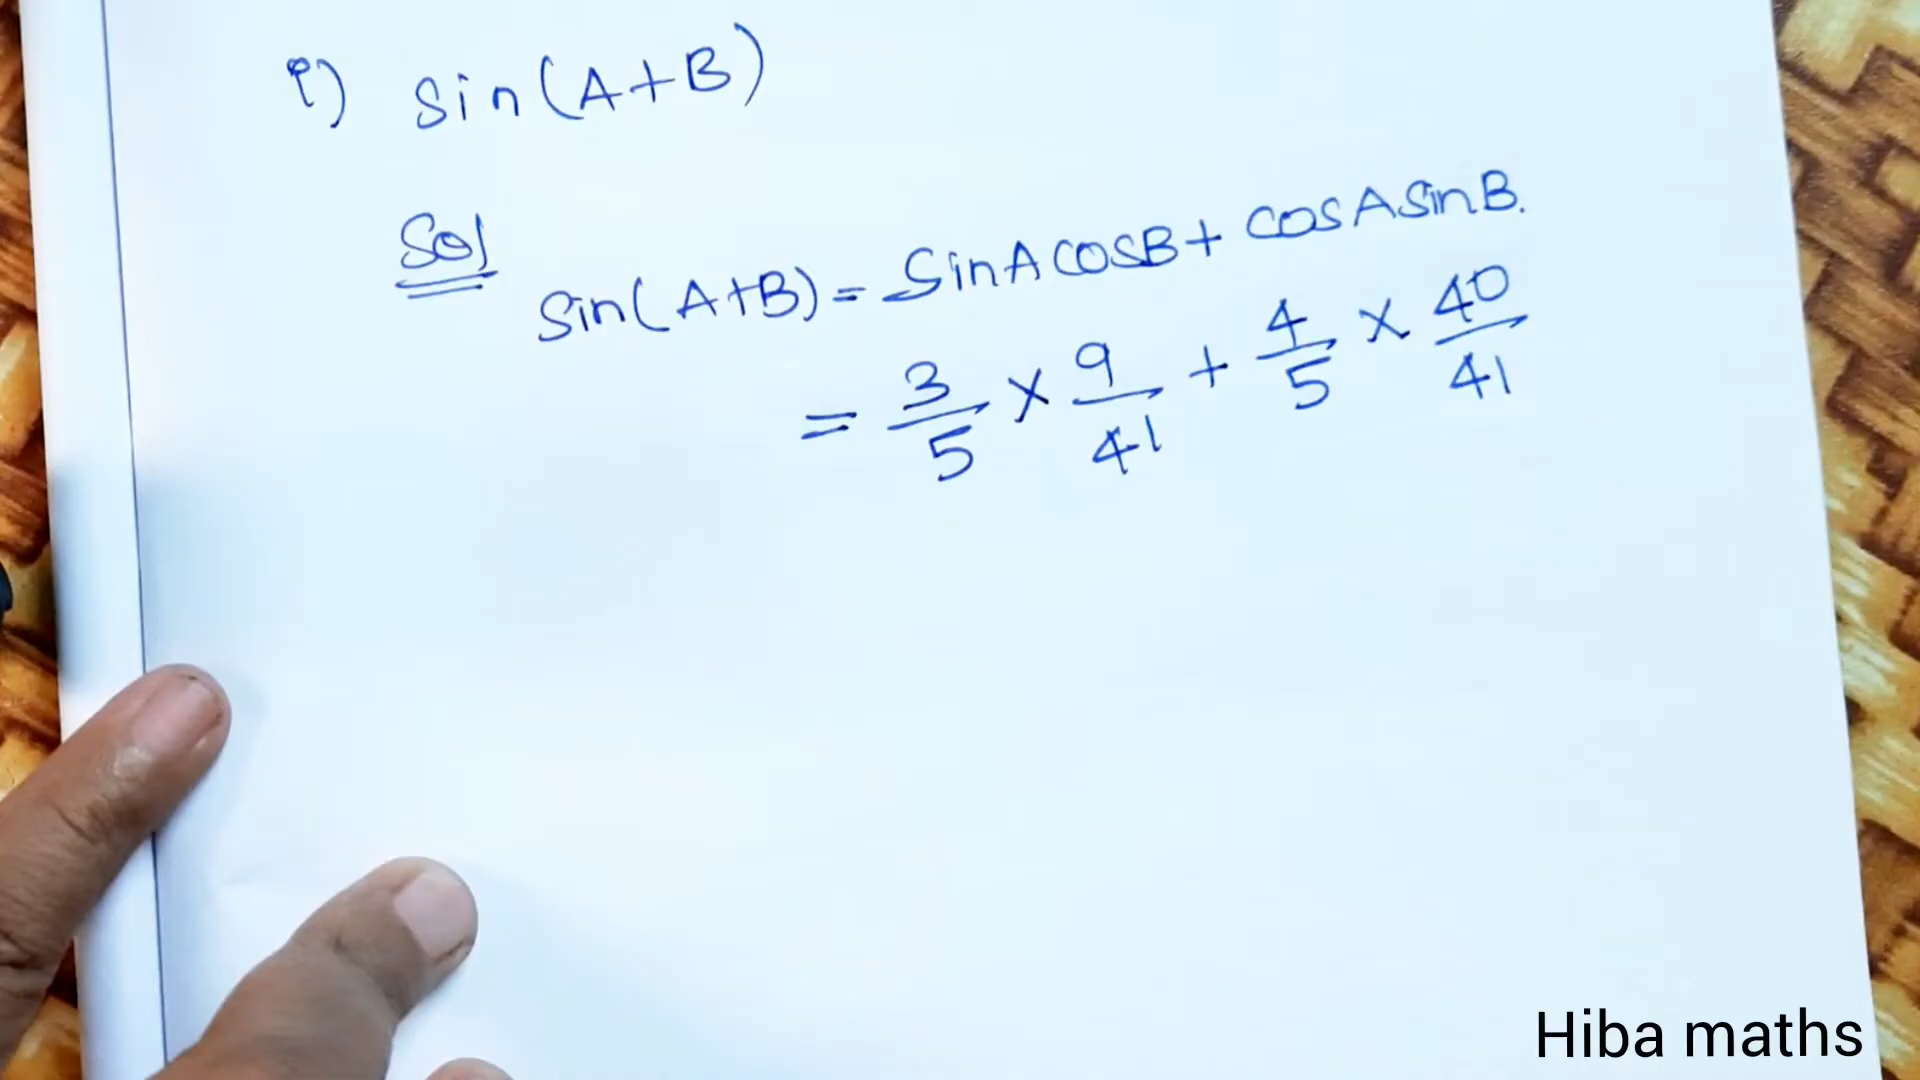 i) sin(A+B)
Sol
sin(A+B) = sinA cosB + cosA sinB.
= 3/5 × 9/41 + 4/5 × 40/41
Hiba maths